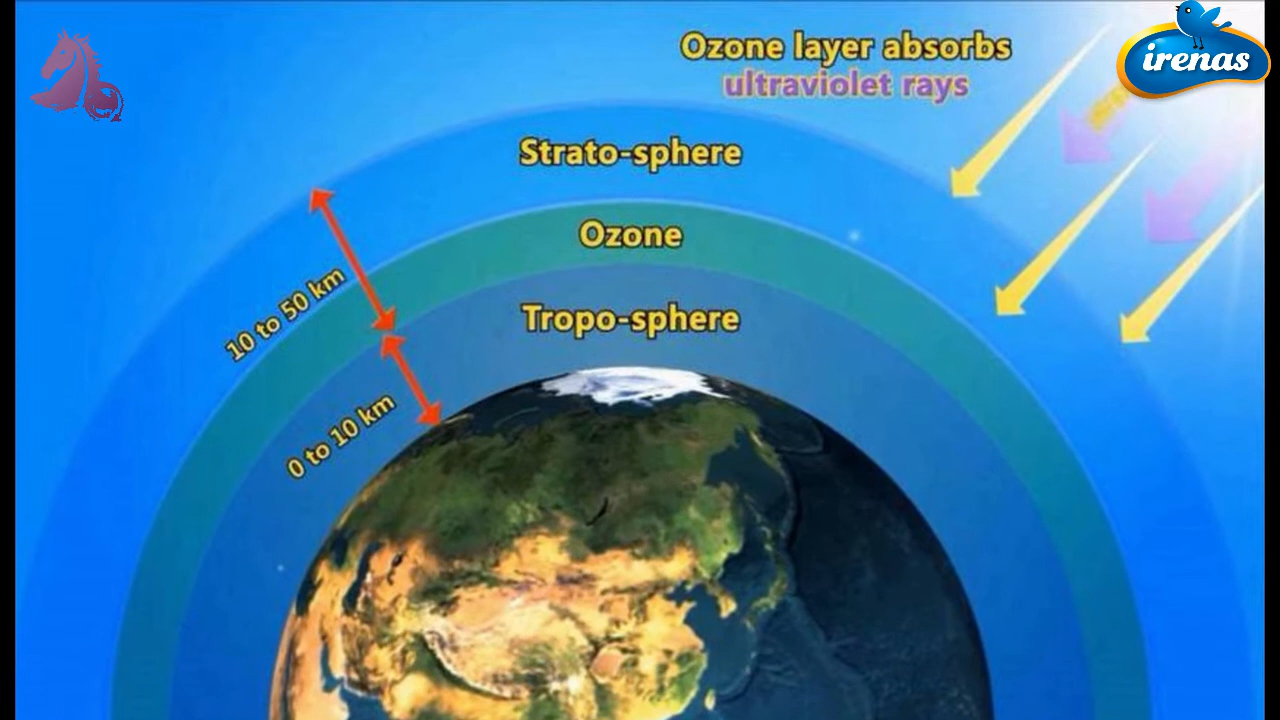 irenas
Ozone layer absorbs
ultraviolet rays
Strato-sphere
Ozone
10 to 50 km
Tropo-sphere
0 to 10 km